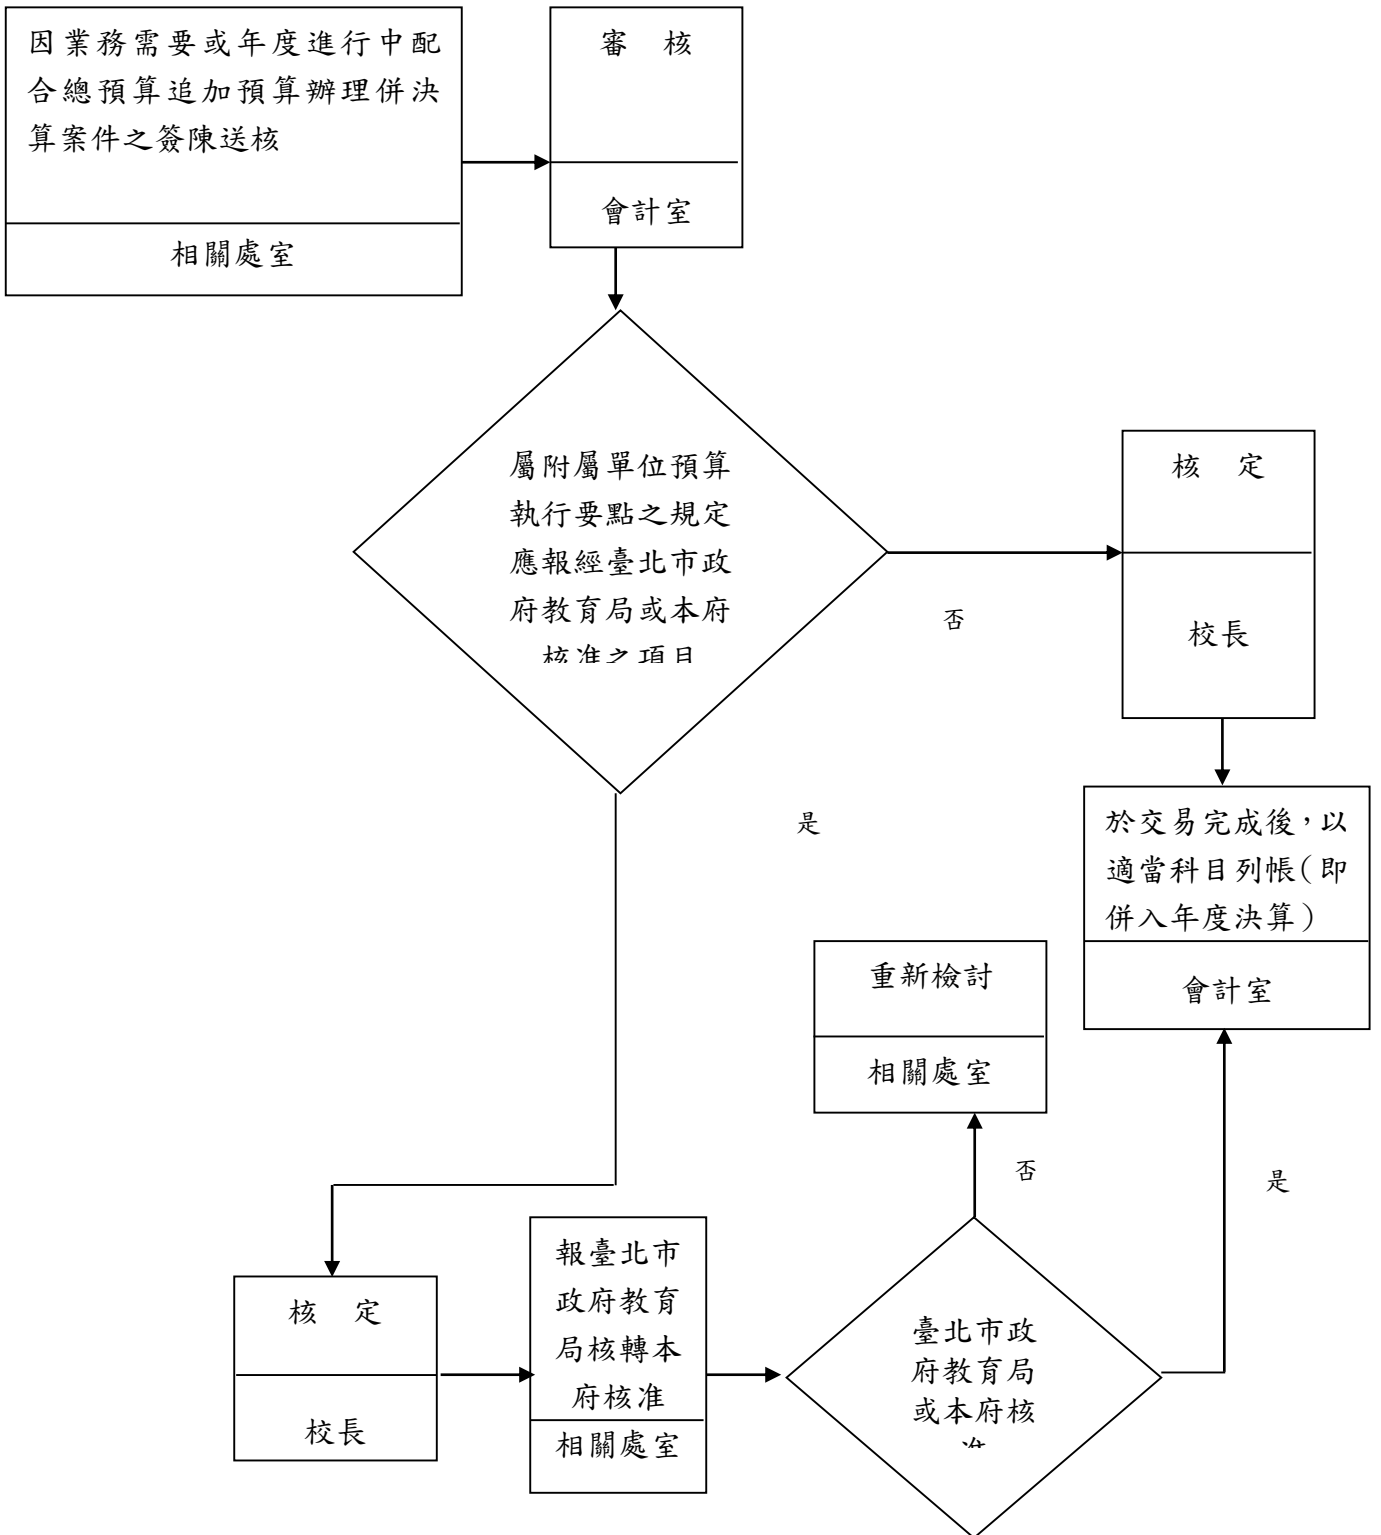 因業務需要或年度進行中配
合總預算追加預算辦理併決
算案件之簽陳送核
相關處室
審　核
會計室
屬附屬單位預算
執行要點之規定
應報經臺北市政
府教育局或本府
核准之項目
否
核　定
校長
是
於交易完成後，以
適當科目列帳（即
併入年度決算）
會計室
重新檢討
相關處室
否
是
核　定
校長
報臺北市
政府教育
局核轉本
府核准
相關處室
臺北市政
府教育局
或本府核
准